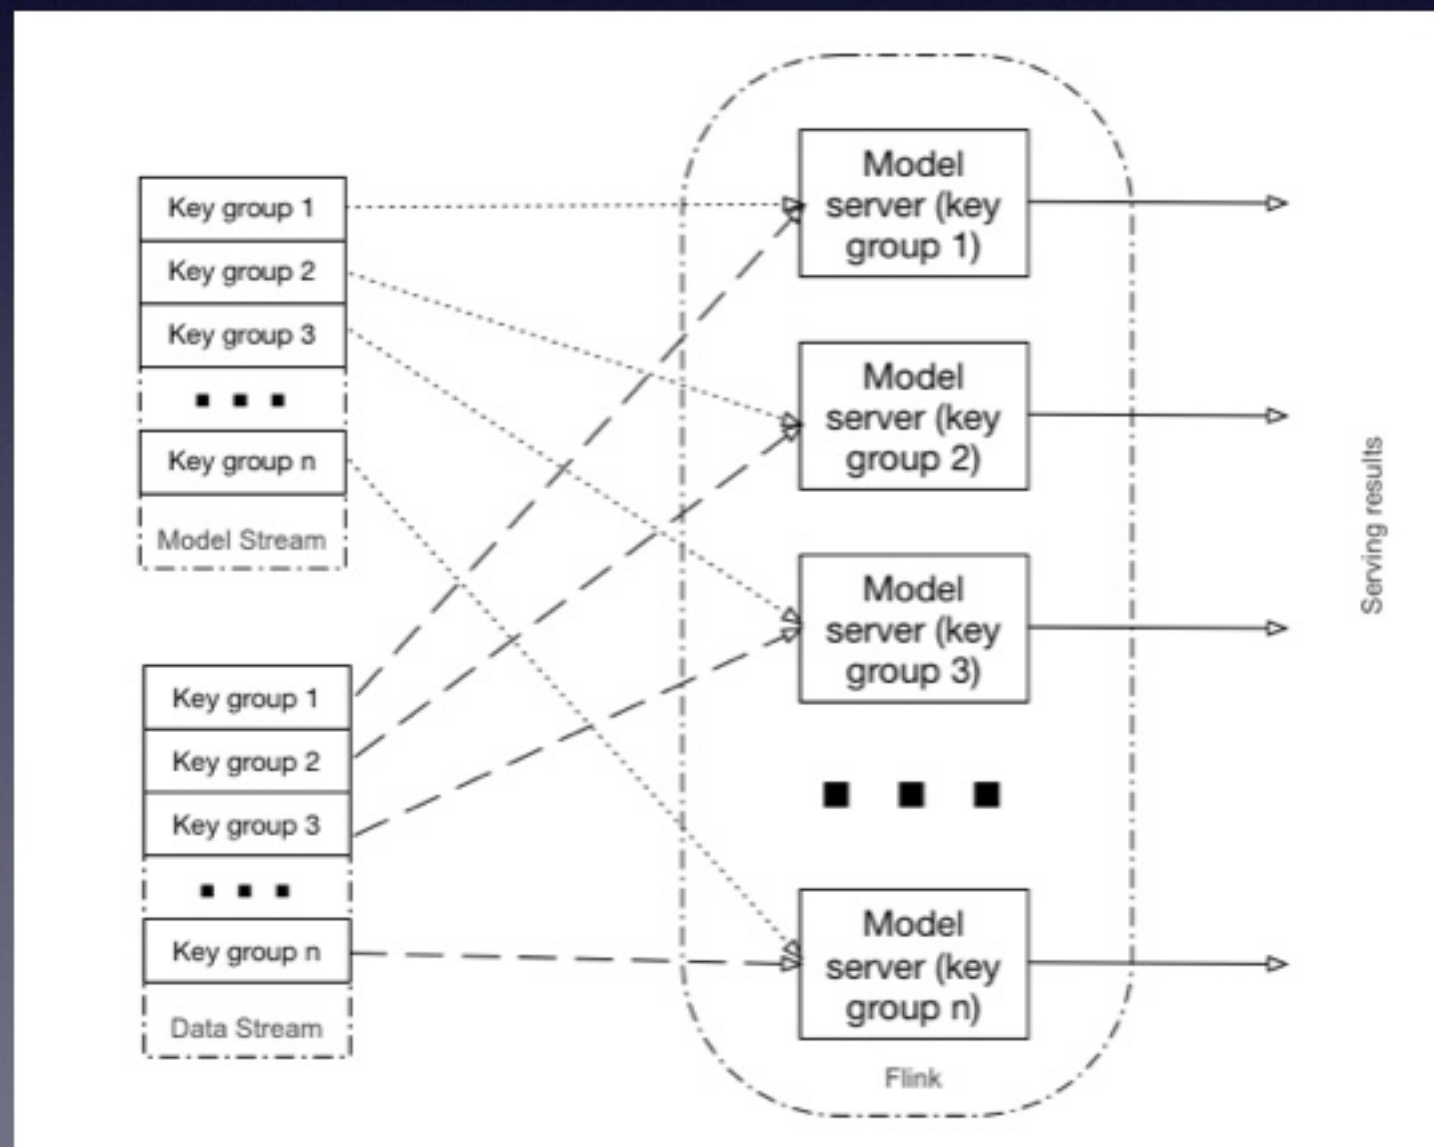 Key group 1
Key group 2
Key group 3
Key group n
Model Stream
Key group 1
Key group 2
Key group 3
Key group n
Data Stream
Model
server (key
group 1)
Model
server (key
group 2)
Model
server (key
group 3)
Model
server (key
group n)
Flink
Serving results